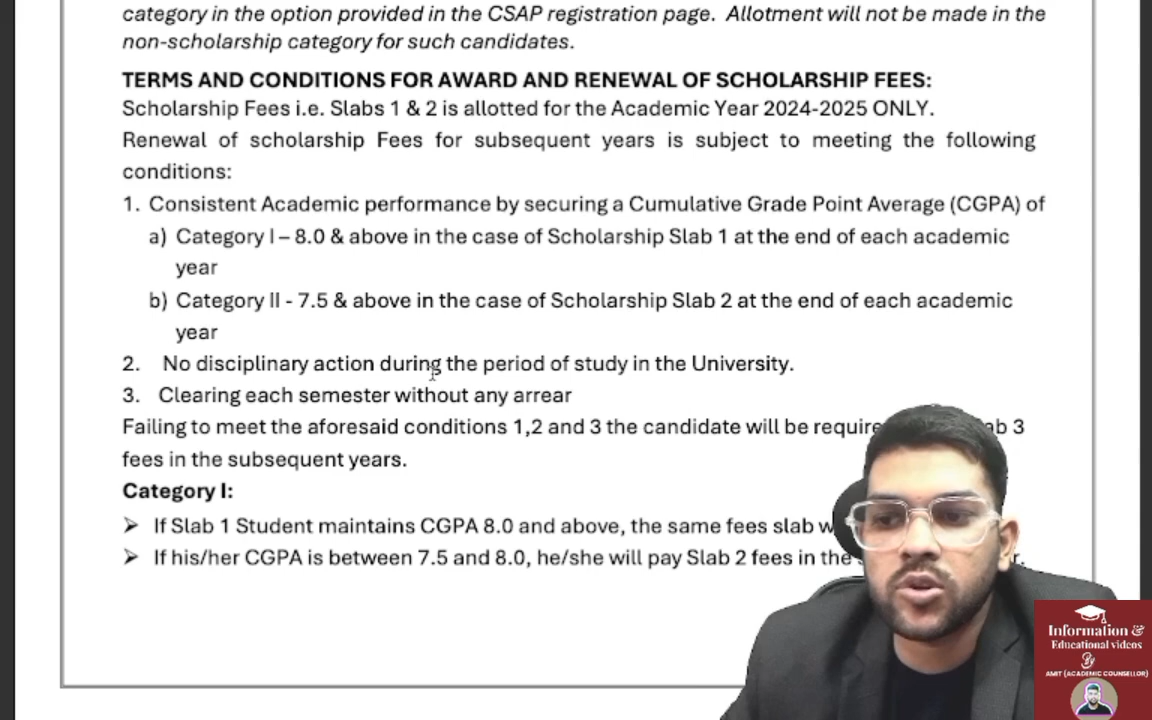 category in the option provided in the CSAP registration page. Allotment will not be made in the
non-scholarship category for such candidates.
TERMS AND CONDITIONS FOR AWARD AND RENEWAL OF SCHOLARSHIP FEES:
Scholarship Fees i.e. Slabs 1 & 2 is allotted for the Academic Year 2024-2025 ONLY.
Renewal of scholarship Fees for subsequent years is subject to meeting the following
conditions:
1. Consistent Academic performance by securing a Cumulative Grade Point Average (CGPA) of
a) Category I – 8.0 & above in the case of Scholarship Slab 1 at the end of each academic
year
b) Category II - 7.5 & above in the case of Scholarship Slab 2 at the end of each academic
year
2. No disciplinary action during the period of study in the University.
3. Clearing each semester without any arrear
Failing to meet the aforesaid conditions 1,2 and 3 the candidate will be 3
fees in the subsequent years.
Category I:
➢ If Slab 1 Student maintains CGPA 8.0 and above, the same fees slab
➢ If his/her CGPA is between 7.5 and 8.0, he/she will pay Slab 2 fees in the
Information &
Educational videos
By
AMIT (ACADEMIC COUNSELLOR)